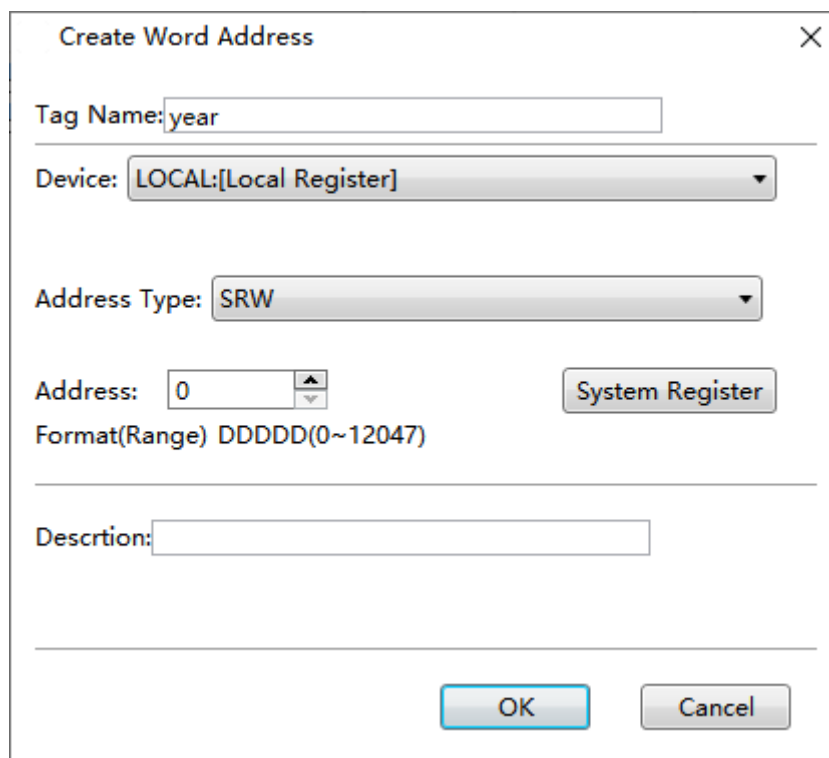 Create Word Address
Tag Name: year
Device: LOCAL:[Local Register]
Address Type: SRW
Address: 0 System Register
Format(Range) DDDDD(0~12047)
Descrtion:
OK Cancel